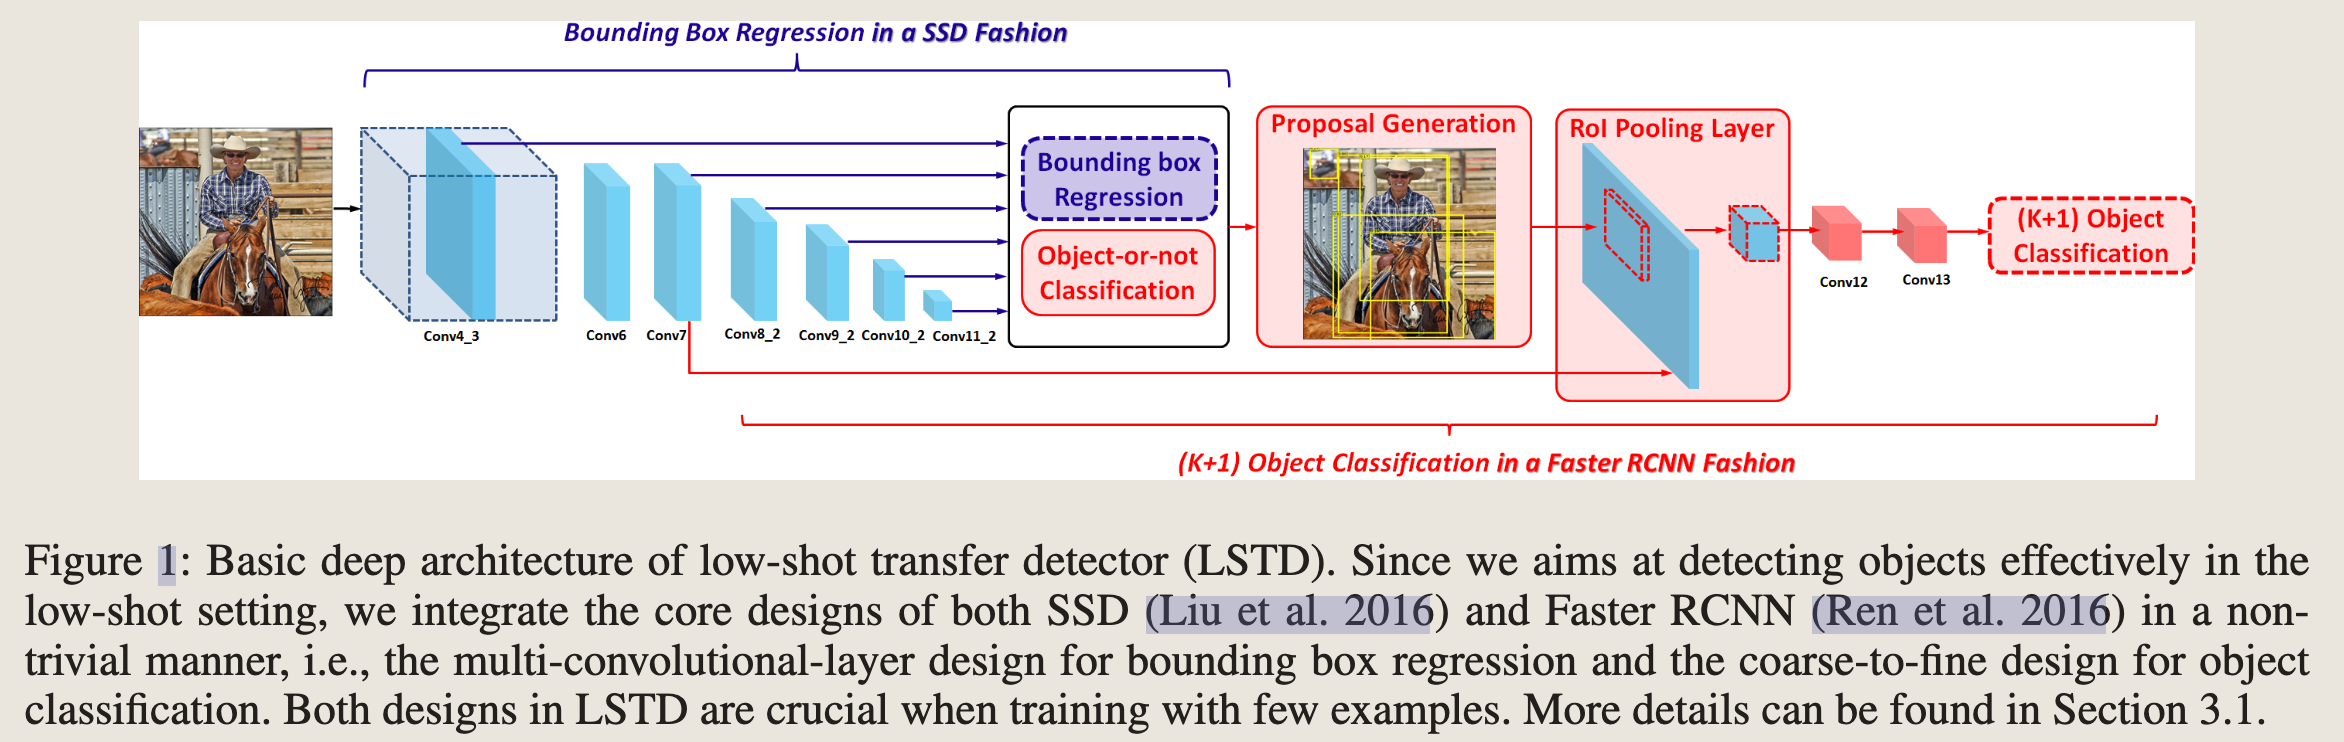 Bounding Box Regression in a SSD Fashion
Bounding box
Regression
Object-or-not
Classification
Proposal Generation
RoI Pooling Layer
(K+1) Object
Classification
Conv4_3
Conv6
Conv7
Conv8_2
Conv9_2
Conv10_2
Conv11_2
Conv12
Conv13
(K+1) Object Classification in a Faster RCNN Fashion
Figure 1: Basic deep architecture of low-shot transfer detector (LSTD). Since we aims at detecting objects effectively in the
low-shot setting, we integrate the core designs of both SSD (Liu et al. 2016) and Faster RCNN (Ren et al. 2016) in a non-
trivial manner, i.e., the multi-convolutional-layer design for bounding box regression and the coarse-to-fine design for object
classification. Both designs in LSTD are crucial when training with few examples. More details can be found in Section 3.1.